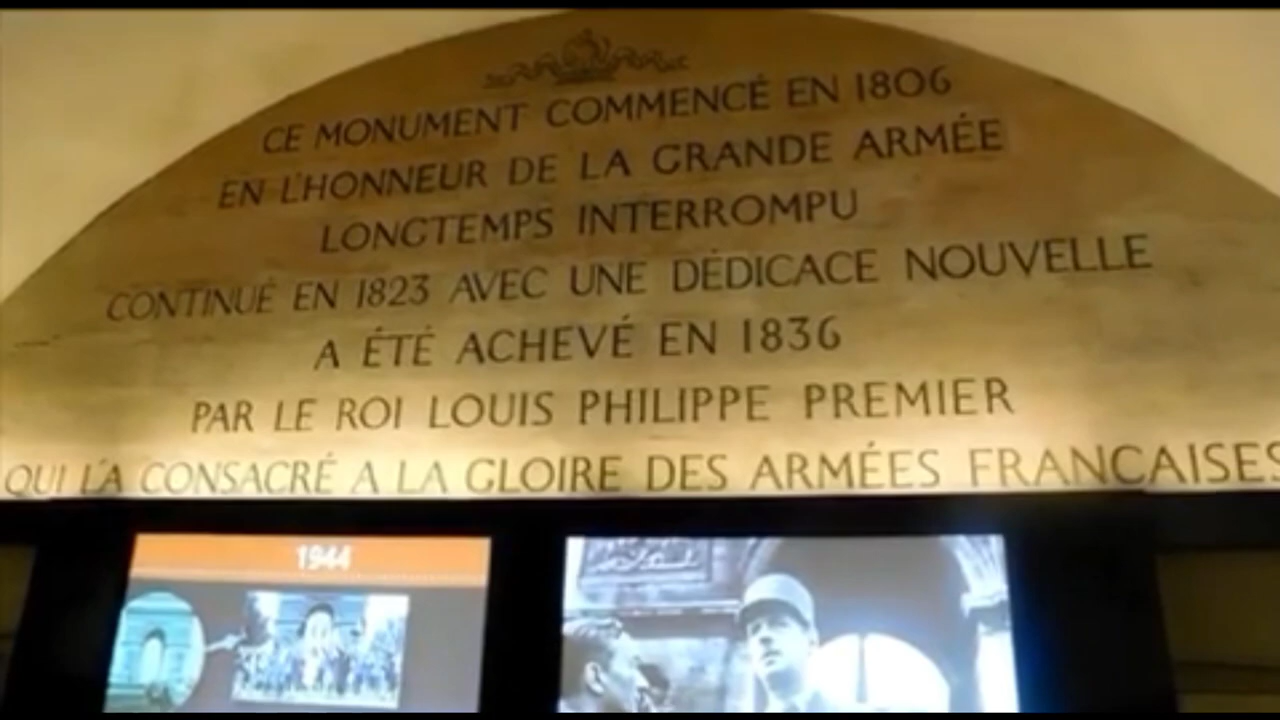 CE MONUMENT COMMENCÉ EN 1806
EN L'HONNEUR DE LA GRANDE ARMÉE
LONGTEMPS INTERROMPU
CONTINUÉ EN 1823 AVEC UNE DÉDICACE NOUVELLE
A ÉTÉ ACHEVÉ EN 1836
PAR LE ROI LOUIS PHILIPPE PREMIER
QUI L'A CONSACRÉ A LA GLOIRE DES ARMÉES FRANCAISES
1944